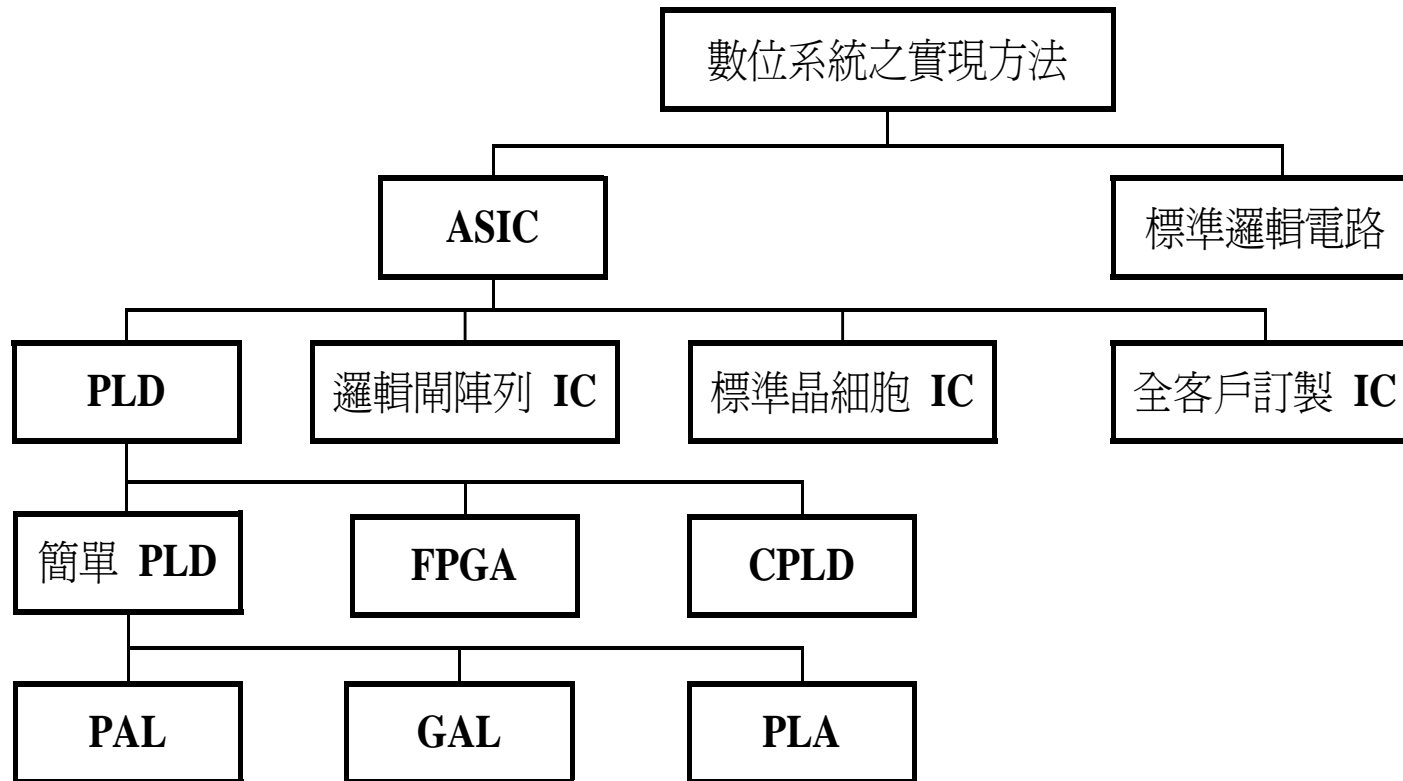 數位系統之實現方法
ASIC
標準邏輯電路
PLD
邏輯閘陣列 IC
標準晶細胞 IC
全客戶訂製 IC
簡單 PLD
FPGA
CPLD
PAL
GAL
PLA